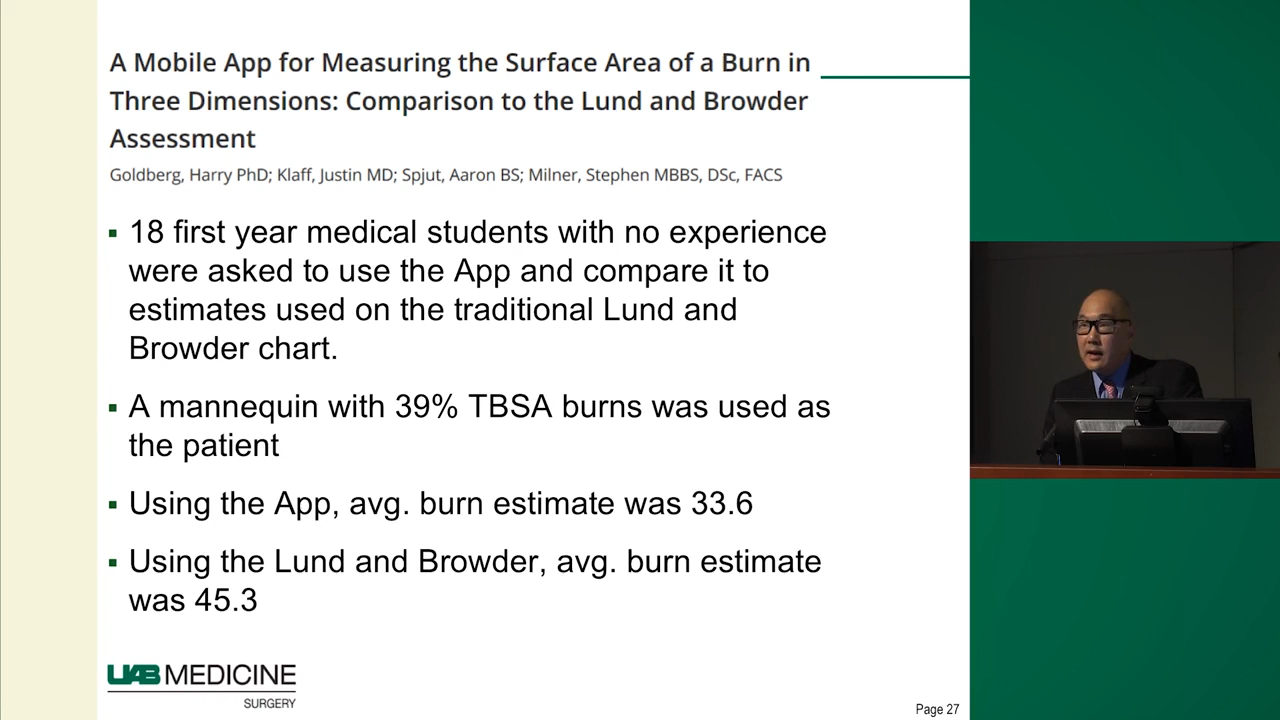 A Mobile App for Measuring the Surface Area of a Burn in
Three Dimensions: Comparison to the Lund and Browder
Assessment
Goldberg, Harry PhD; Klaff, Justin MD; Spjut, Aaron BS; Milner, Stephen MBBS, DSc, FACS
▪ 18 first year medical students with no experience
were asked to use the App and compare it to
estimates used on the traditional Lund and
Browder chart.
▪ A mannequin with 39% TBSA burns was used as
the patient
▪ Using the App, avg. burn estimate was 33.6
▪ Using the Lund and Browder, avg. burn estimate
was 45.3
UAB MEDICINE
SURGERY
Page 27